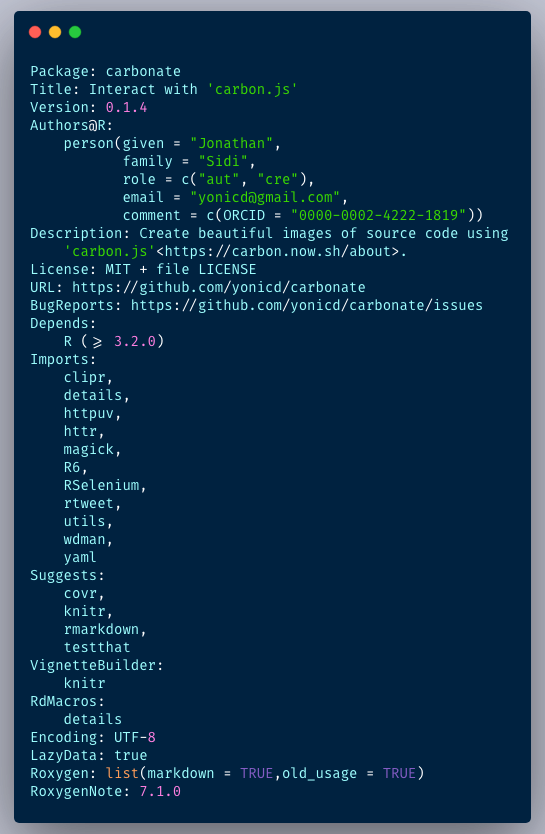 Package: carbonate
Title: Interact with 'carbon.js'
Version: 0.1.4
Authors@R:
    person(given = "Jonathan",
           family = "Sidi",
           role = c("aut", "cre"),
           email = "yonicd@gmail.com",
           comment = c(ORCID = "0000-0002-4222-1819"))
Description: Create beautiful images of source code using
    'carbon.js'<https://carbon.now.sh/about>.
License: MIT + file LICENSE
URL: https://github.com/yonicd/carbonate
BugReports: https://github.com/yonicd/carbonate/issues
Depends:
    R (>= 3.2.0)
Imports:
    clipr,
    details,
    httpuv,
    httr,
    magick,
    R6,
    RSelenium,
    rtweet,
    utils,
    wdman,
    yaml
Suggests:
    covr,
    knitr,
    rmarkdown,
    testthat
VignetteBuilder:
    knitr
RdMacros:
    details
Encoding: UTF-8
LazyData: true
Roxygen: list(markdown = TRUE,old_usage = TRUE)
RoxygenNote: 7.1.0